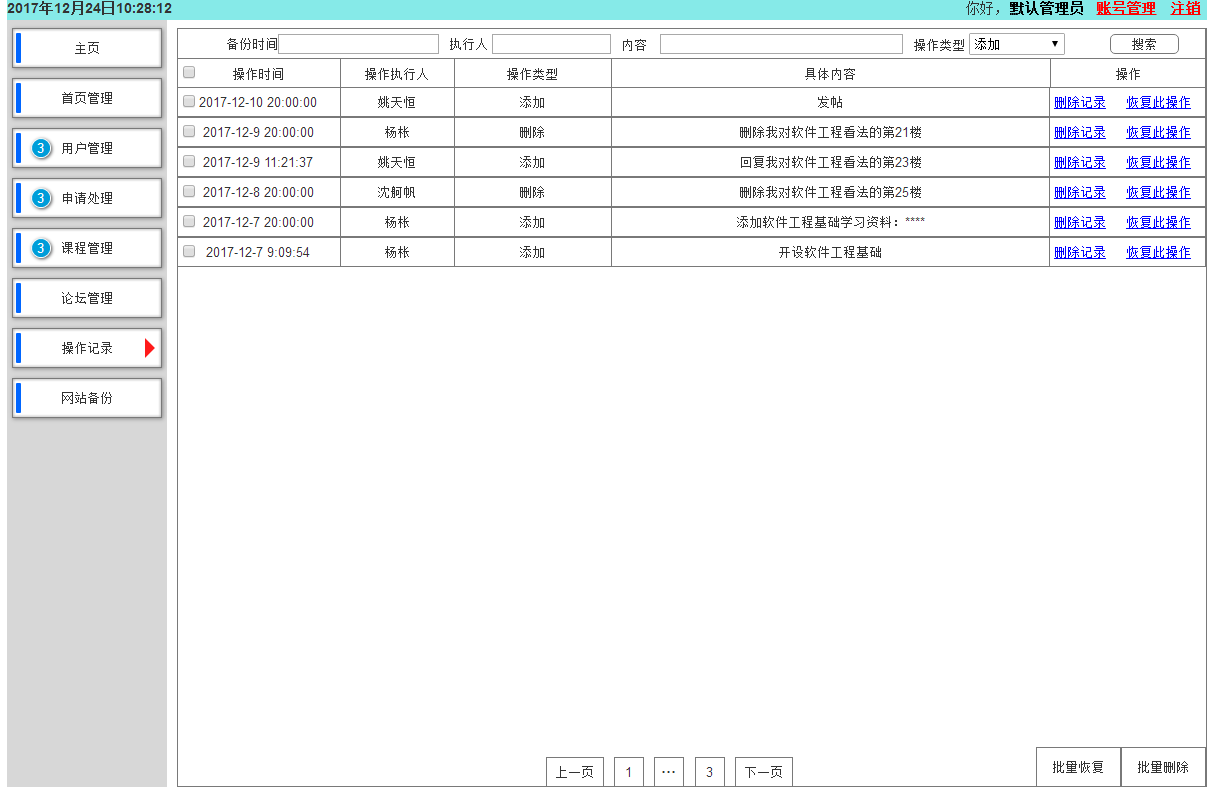 2017年12月24日10:28:12 你好，默认管理员 账号管理 注销
主页
首页管理
3 用户管理
3 申请处理
3 课程管理
论坛管理
操作记录
网站备份
备份时间 执行人 内容 操作类型 添加 搜索
操作时间 操作执行人 操作类型 具体内容 操作
2017-12-10 20:00:00 姚天恒 添加 发帖 删除记录 恢复此操作
2017-12-9 20:00:00 杨枨 删除 删除我对软件工程看法的第21楼 删除记录 恢复此操作
2017-12-9 11:21:37 姚天恒 添加 回复我对软件工程看法的第23楼 删除记录 恢复此操作
2017-12-8 20:00:00 沈舸帆 删除 删除我对软件工程看法的第25楼 删除记录 恢复此操作
2017-12-7 20:00:00 杨枨 添加 添加软件工程基础学习资料：**** 删除记录 恢复此操作
2017-12-7 9:09:54 杨枨 添加 开设软件工程基础 删除记录 恢复此操作
上一页 1 ··· 3 下一页 批量恢复 批量删除